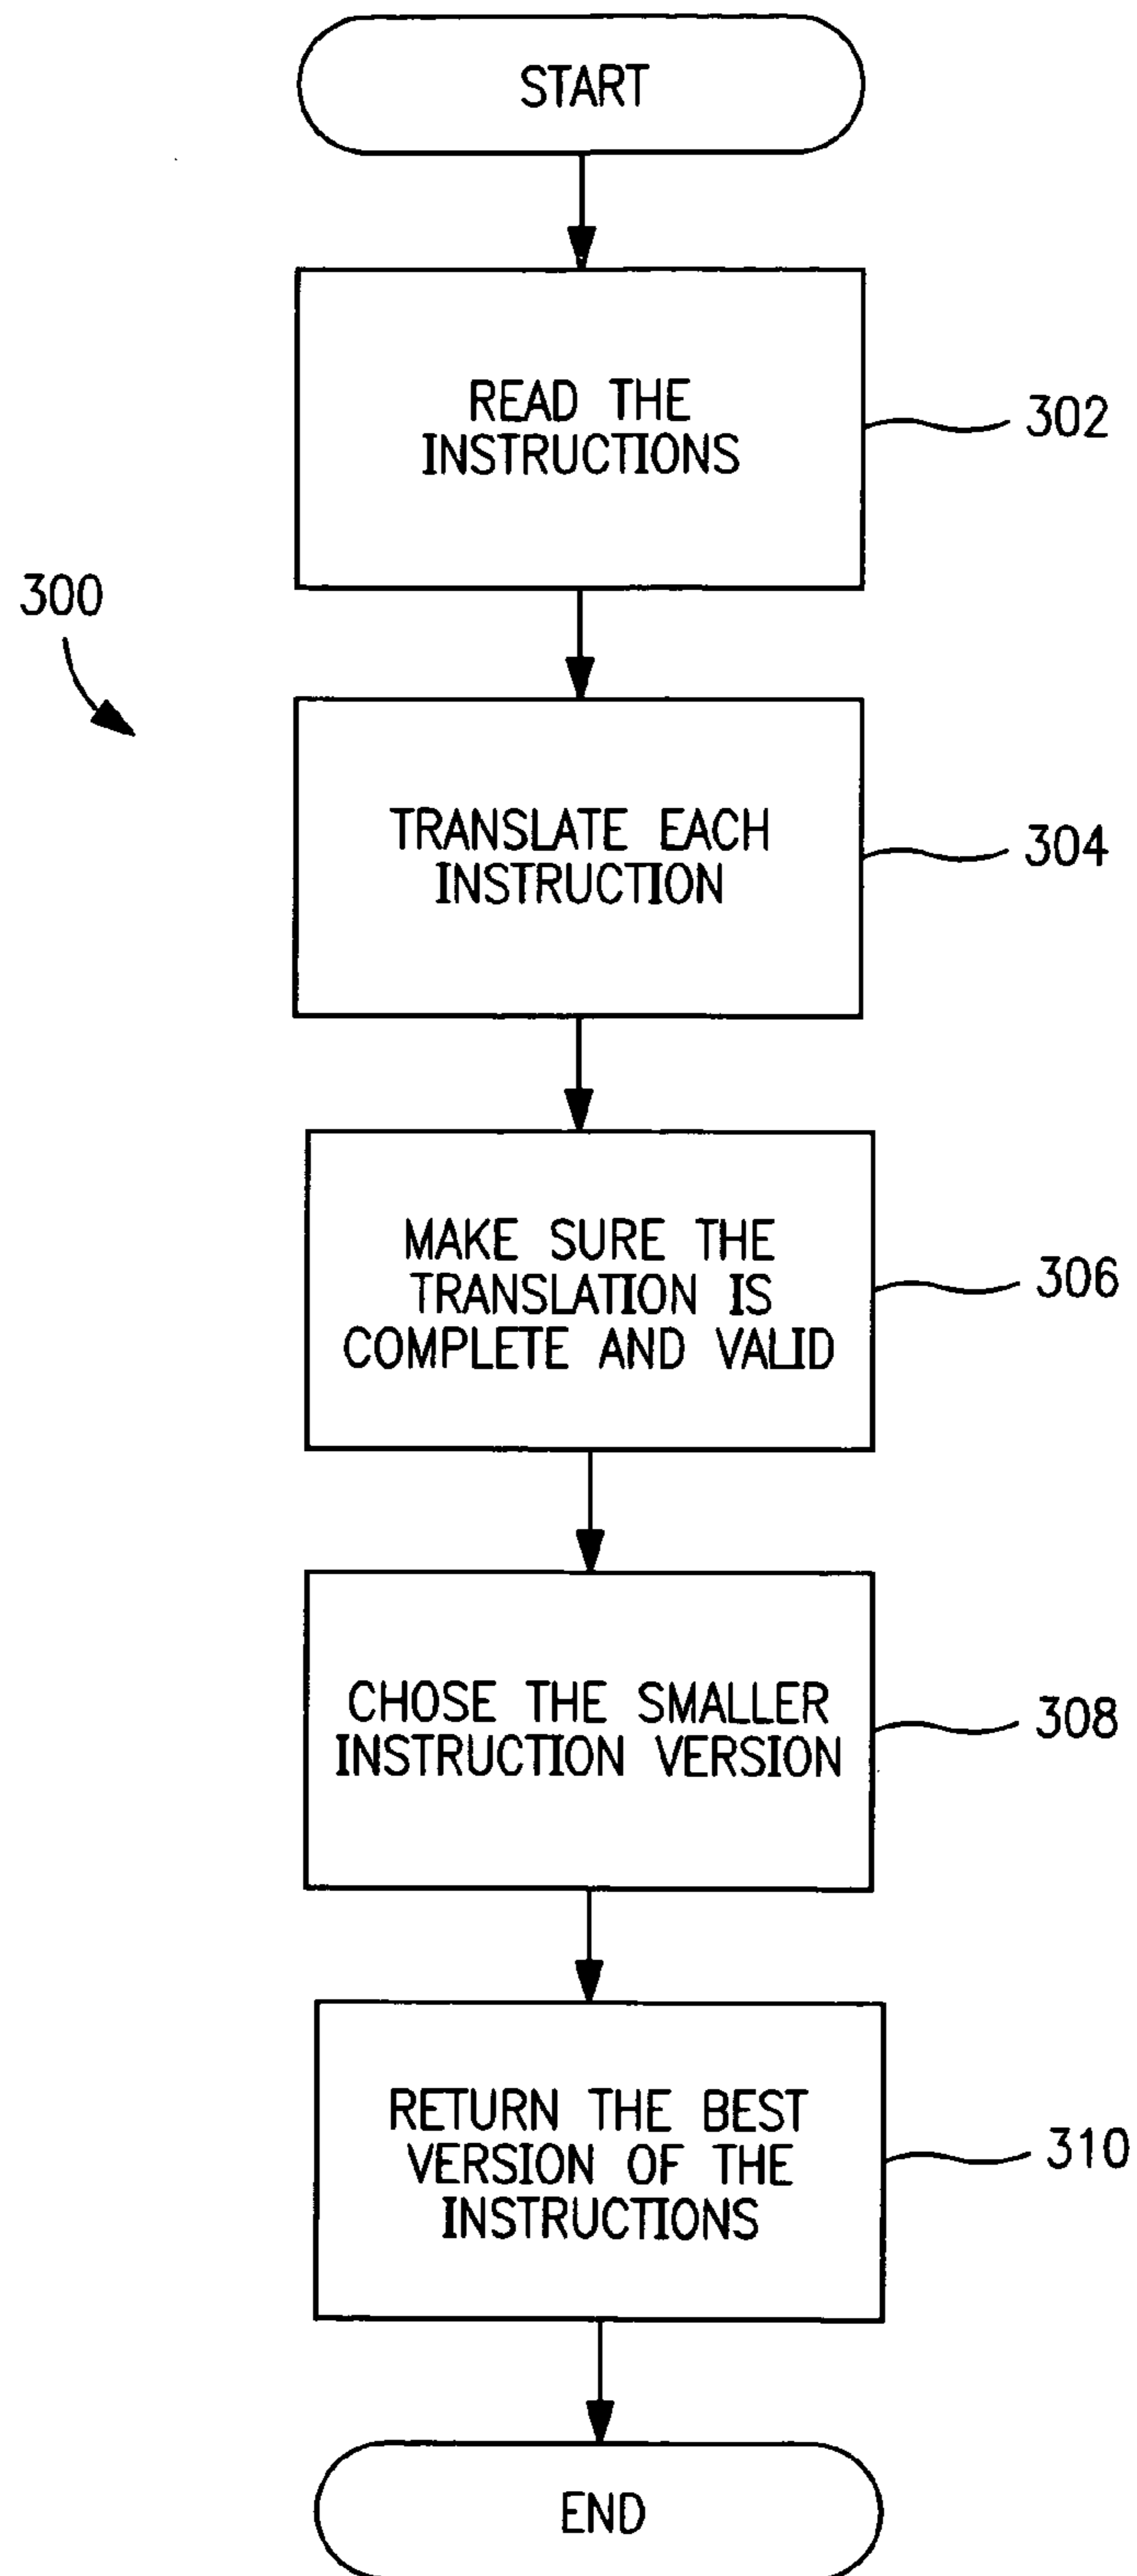 START
READ THE
INSTRUCTIONS
302
300
TRANSLATE EACH
INSTRUCTION
304
MAKE SURE THE
TRANSLATION IS
COMPLETE AND VALID
306
CHOSE THE SMALLER
INSTRUCTION VERSION
308
RETURN THE BEST
VERSION OF THE
INSTRUCTIONS
310
END